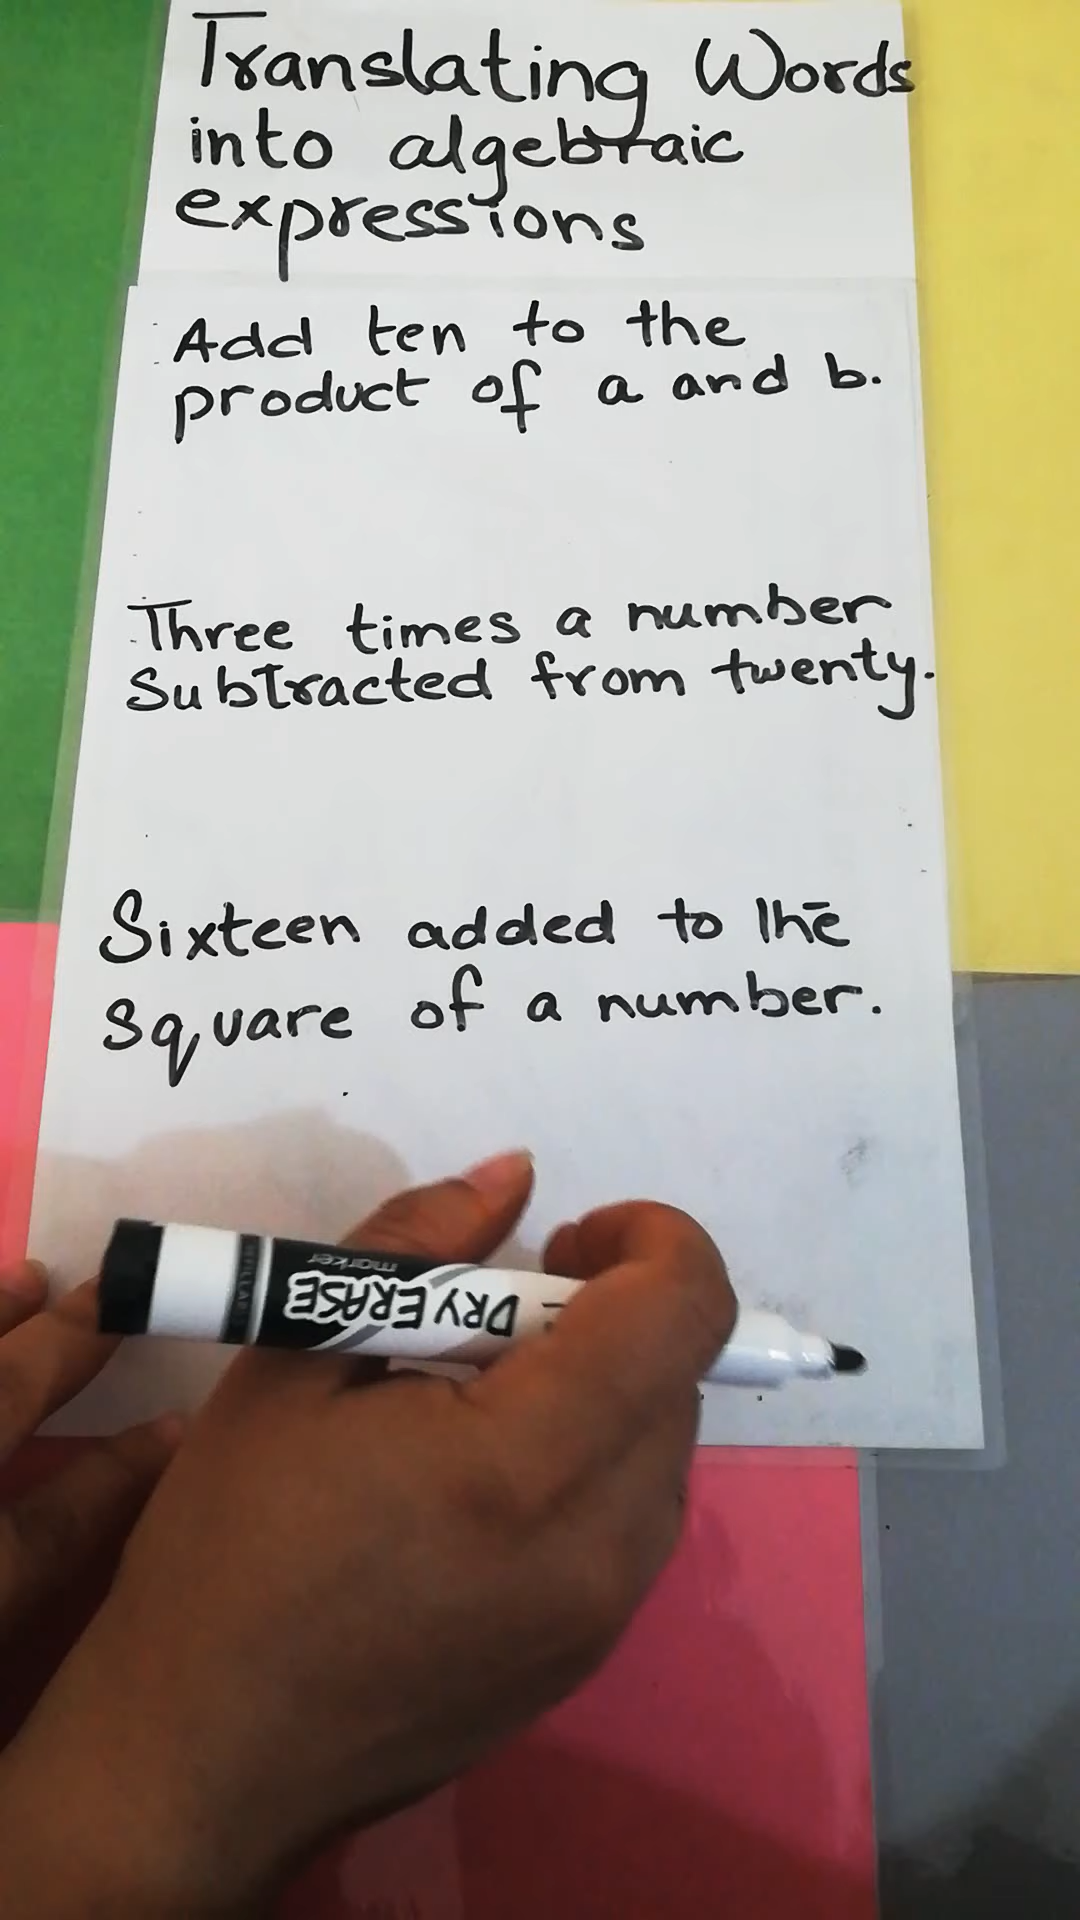 Translating Words
into algebraic
expressions
Add ten to the
product of a and b.
Three times a number
Subtracted from twenty.
Sixteen added to the
Square of a number.
marker
DRY ERASE